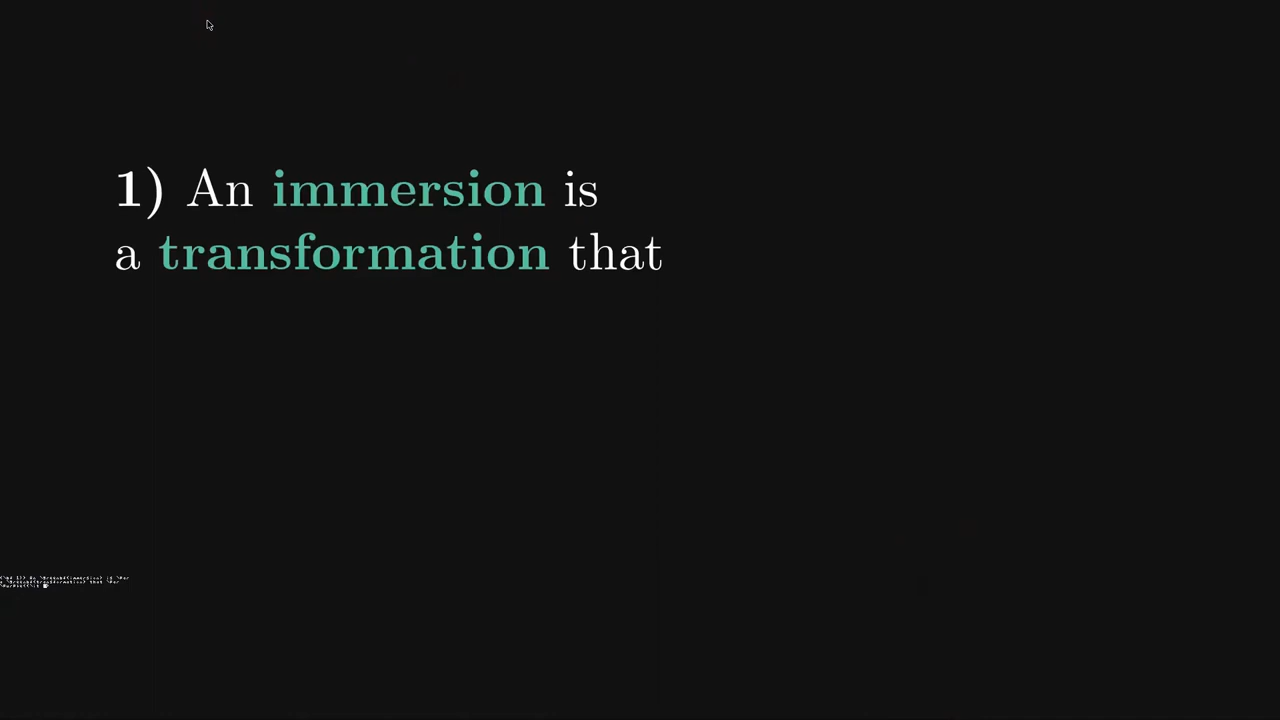 1) An immersion is
a transformation that